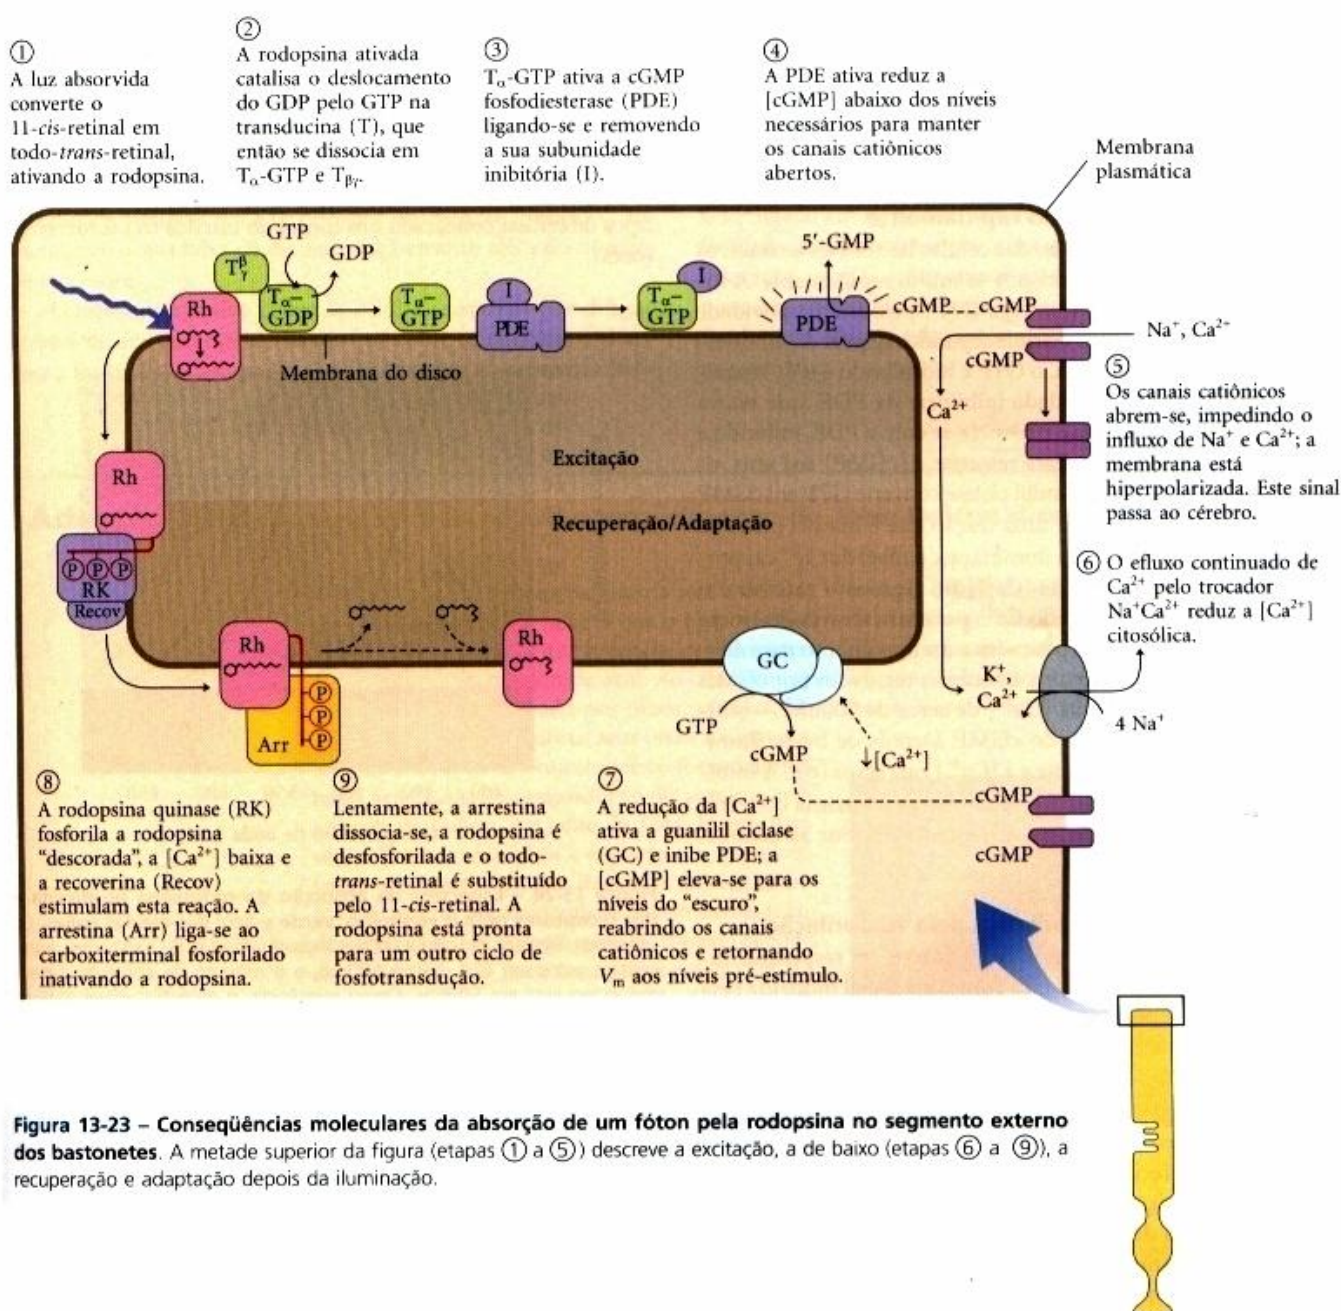 ①
A luz absorvida
converte o
11-cis-retinal em
todo-trans-retinal,
ativando a rodopsina.
②
A rodopsina ativada
catalisa o deslocamento
do GDP pelo GTP na
transducina (T), que
então se dissocia em
Tα-GTP e Tβγ.
③
Tα-GTP ativa a cGMP
fosfodiesterase (PDE)
ligando-se e removendo
a sua subunidade
inibitória (I).
④
A PDE ativa reduz a
[cGMP] abaixo dos níveis
necessários para manter
os canais catiônicos
abertos.
Membrana
plasmática
GTP
GDP
Tβγ
Rh
Tα–
GDP
Tα–
GTP
I
PDE
Tα–
GTP
I
5'-GMP
PDE
cGMP
cGMP
Na⁺, Ca²⁺
cGMP
Ca²⁺
Membrana do disco
⑤
Os canais catiônicos
abrem-se, impedindo o
influxo de Na⁺ e Ca²⁺; a
membrana está
hiperpolarizada. Este sinal
passa ao cérebro.
Excitação
Recuperação/Adaptação
Rh
P P P
RK
Recov
⑥ O efluxo continuado de
Ca²⁺ pelo trocador
Na⁺Ca²⁺ reduz a [Ca²⁺]
citosólica.
Rh
P
P
P
Arr
Rh
GC
GTP
cGMP
↓[Ca²⁺]
K⁺,
Ca²⁺
4 Na⁺
cGMP
cGMP
⑧
A rodopsina quinase (RK)
fosforila a rodopsina
“descorada”, a [Ca²⁺] baixa e
a recoverina (Recov)
estimulam esta reação. A
arrestina (Arr) liga-se ao
carboxiterminal fosforilado
inativando a rodopsina.
⑨
Lentamente, a arrestina
dissocia-se, a rodopsina é
desfosforilada e o todo-
trans-retinal é substituído
pelo 11-cis-retinal. A
rodopsina está pronta
para um outro ciclo de
fosfotransdução.
⑦
A redução da [Ca²⁺]
ativa a guanilil ciclase
(GC) e inibe PDE; a
[cGMP] eleva-se para os
níveis do “escuro”,
reabrindo os canais
catiônicos e retornando
Vm aos níveis pré-estímulo.
Figura 13-23 – Conseqüências moleculares da absorção de um fóton pela rodopsina no segmento externo
dos bastonetes. A metade superior da figura (etapas ① a ⑤) descreve a excitação, a de baixo (etapas ⑥ a ⑨), a
recuperação e adaptação depois da iluminação.